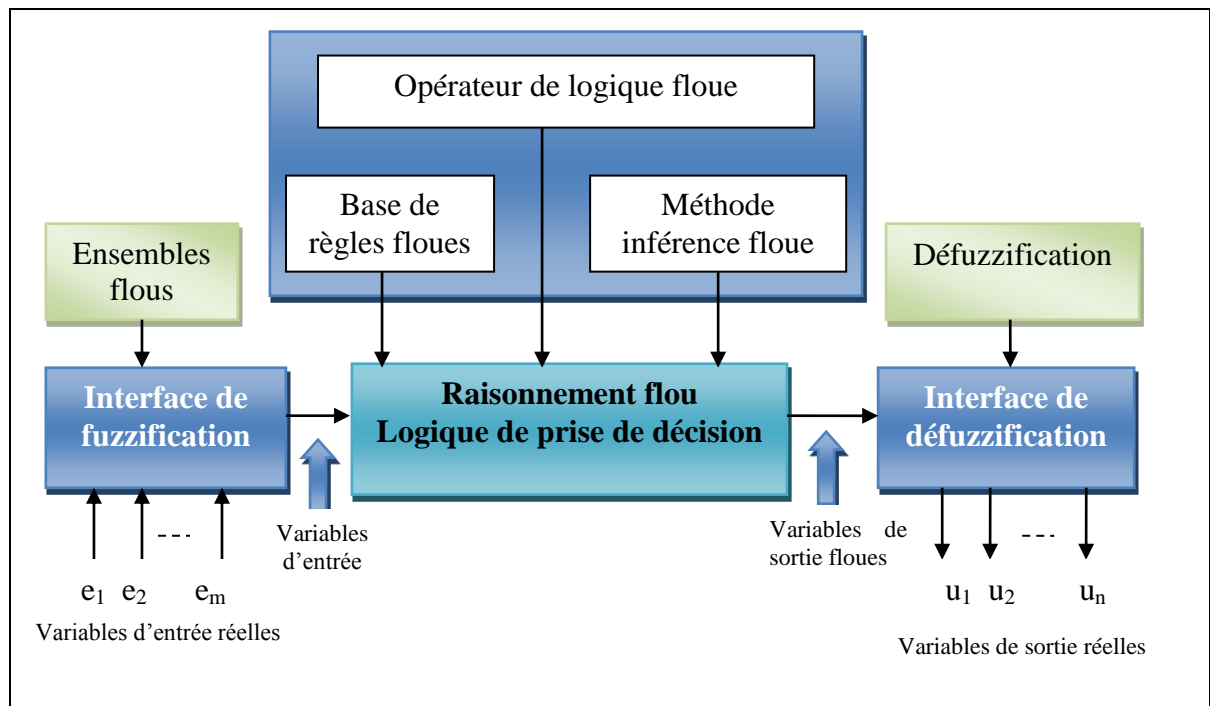 Opérateur de logique floue
Base de
règles floues
Méthode
inférence floue
Ensembles
flous
Défuzzification
Interface de
fuzzification
Raisonnement flou
Logique de prise de décision
Interface de
défuzzification
Variables
d’entrée
Variables de
sortie floues
e1 e2 --- em
Variables d’entrée réelles
u1 u2 --- un
Variables de sortie réelles